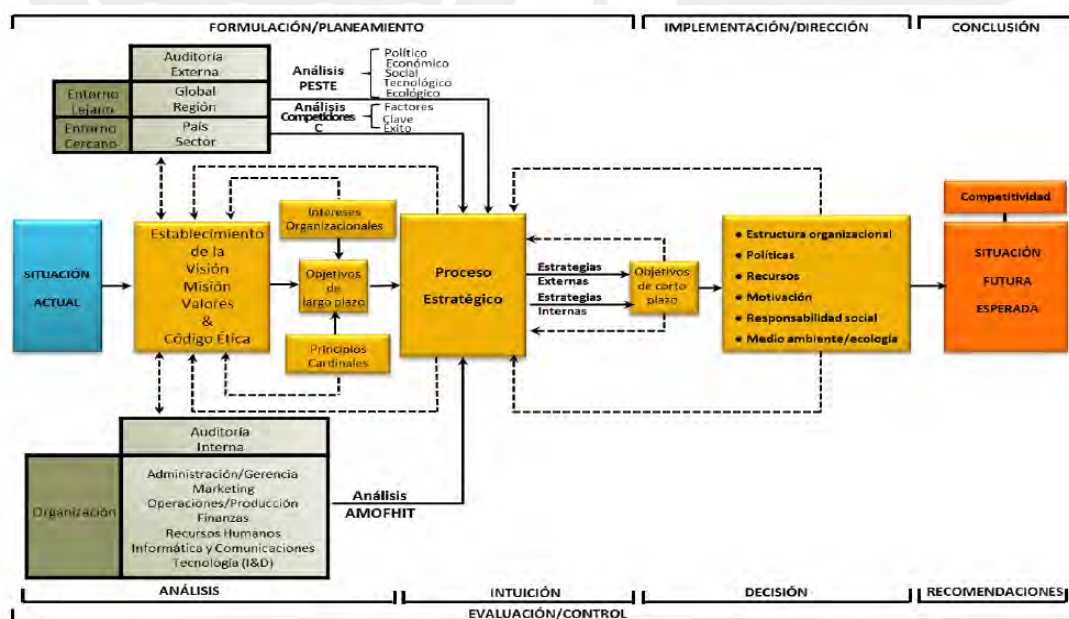 FORMULACIÓN/PLANEAMIENTO
IMPLEMENTACIÓN/DIRECCIÓN
CONCLUSIÓN
Auditoría
Externa
Entorno
Lejano
Global
Región
Entorno
Cercano
País
Sector
Análisis
PESTE
Político
Económico
Social
Tecnológico
Ecológico
Análisis
Competidores
C
Factores
Clave
Éxito
SITUACIÓN
ACTUAL
Establecimiento
de la
Visión
Misión
Valores
&
Código Ética
Intereses
Organizacionales
Objetivos
de
largo plazo
Principios
Cardinales
Proceso
Estratégico
Estrategias
Externas
Estrategias
Internas
Objetivos
de corto
plazo
● Estructura organizacional
● Políticas
● Recursos
● Motivación
● Responsabilidad social
● Medio ambiente/ecología
Competitividad
SITUACIÓN
FUTURA
ESPERADA
Auditoría
Interna
Organización
Administración/Gerencia
Marketing
Operaciones/Producción
Finanzas
Recursos Humanos
Informática y Comunicaciones
Tecnología (I&D)
Análisis
AMOFHIT
ANÁLISIS
INTUICIÓN
DECISIÓN
RECOMENDACIONES
EVALUACIÓN/CONTROL